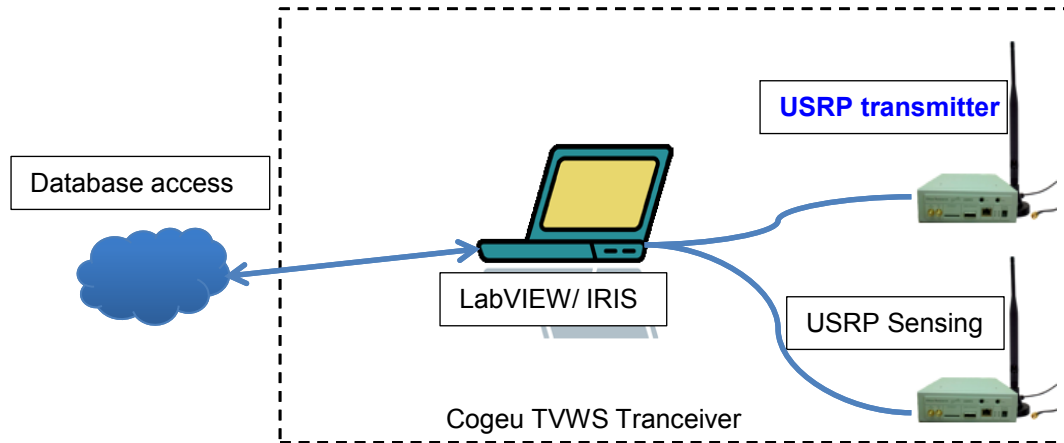 USRP transmitter
Database access
LabVIEW/ IRIS
USRP Sensing
Cogeu TVWS Tranceiver